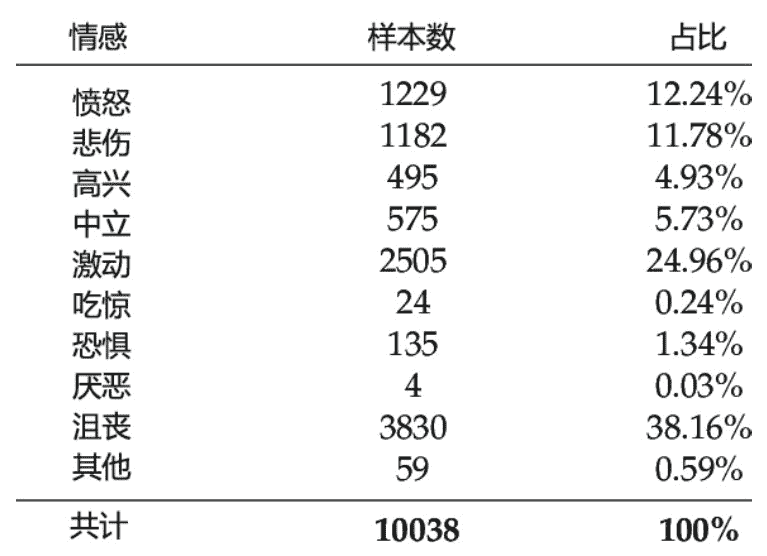 情感 样本数 占比
愤怒 1229 12.24%
悲伤 1182 11.78%
高兴 495 4.93%
中立 575 5.73%
激动 2505 24.96%
吃惊 24 0.24%
恐惧 135 1.34%
厌恶 4 0.03%
沮丧 3830 38.16%
其他 59 0.59%
共计 10038 100%